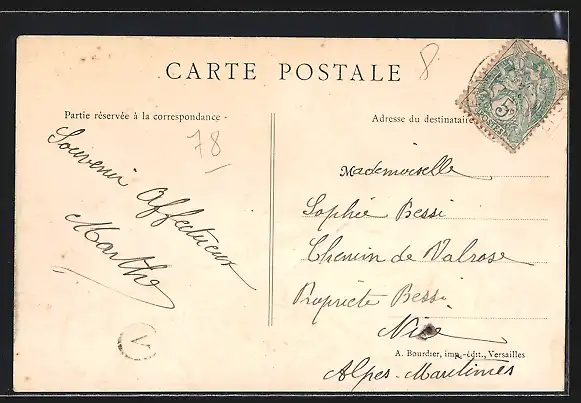 CARTE POSTALE
8
Partie réservée à la correspondance
78
Souvenir Affectueux
Marthe
Adresse du destinataire
5
Mademoiselle
Sophie Bessi
Chemin de Valrose
Propriété Bessi
Nice
A. Bourdier, imp.-édit., Versailles
Alpes-Maritimes